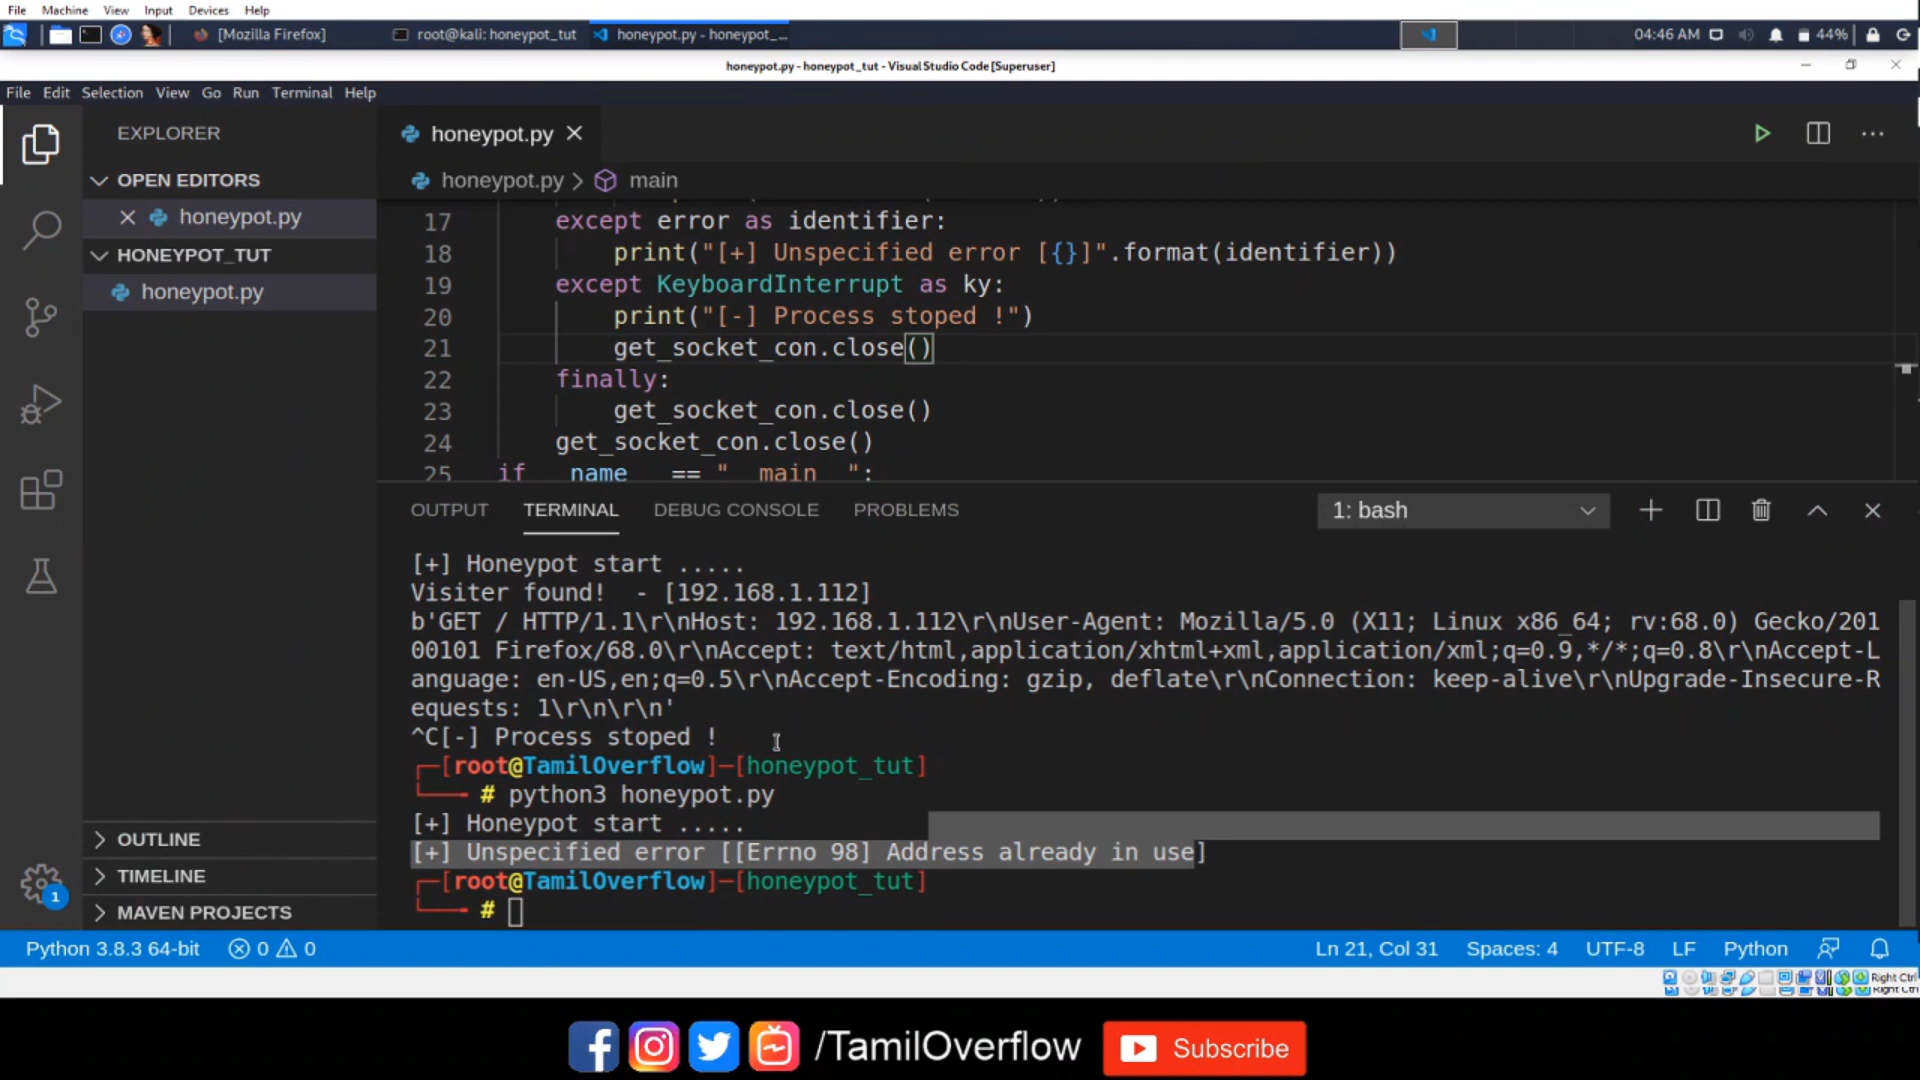 File Machine View Input Devices Help
[Mozilla Firefox] root@kali: honeypot_tut honeypot.py - honeypot_... 04:46 AM 44%
honeypot.py - honeypot_tut - Visual Studio Code [Superuser]
File Edit Selection View Go Run Terminal Help
EXPLORER
OPEN EDITORS
honeypot.py
HONEYPOT_TUT
honeypot.py
OUTLINE
TIMELINE
MAVEN PROJECTS
1
honeypot.py
honeypot.py > main
17 except error as identifier:
18 print("[+] Unspecified error [{}]".format(identifier))
19 except KeyboardInterrupt as ky:
20 print("[-] Process stoped !")
21 get_socket_con.close()
22 finally:
23 get_socket_con.close()
24 get_socket_con.close()
25 if __name__ == "__main__":
OUTPUT TERMINAL DEBUG CONSOLE PROBLEMS 1: bash
[+] Honeypot start .....
Visiter found! - [192.168.1.112]
b'GET / HTTP/1.1\r\nHost: 192.168.1.112\r\nUser-Agent: Mozilla/5.0 (X11; Linux x86_64; rv:68.0) Gecko/201
00101 Firefox/68.0\r\nAccept: text/html,application/xhtml+xml,application/xml;q=0.9,*/*;q=0.8\r\nAccept-L
anguage: en-US,en;q=0.5\r\nAccept-Encoding: gzip, deflate\r\nConnection: keep-alive\r\nUpgrade-Insecure-R
equests: 1\r\n\r\n'
^C[-] Process stoped !
┌─[root@TamilOverflow]─[honeypot_tut]
└──╼ # python3 honeypot.py
[+] Honeypot start .....
[+] Unspecified error [[Errno 98] Address already in use]
┌─[root@TamilOverflow]─[honeypot_tut]
└──╼ #
Python 3.8.3 64-bit 0 0 Ln 21, Col 31 Spaces: 4 UTF-8 LF Python
Right Ctrl
/TamilOverflow Subscribe